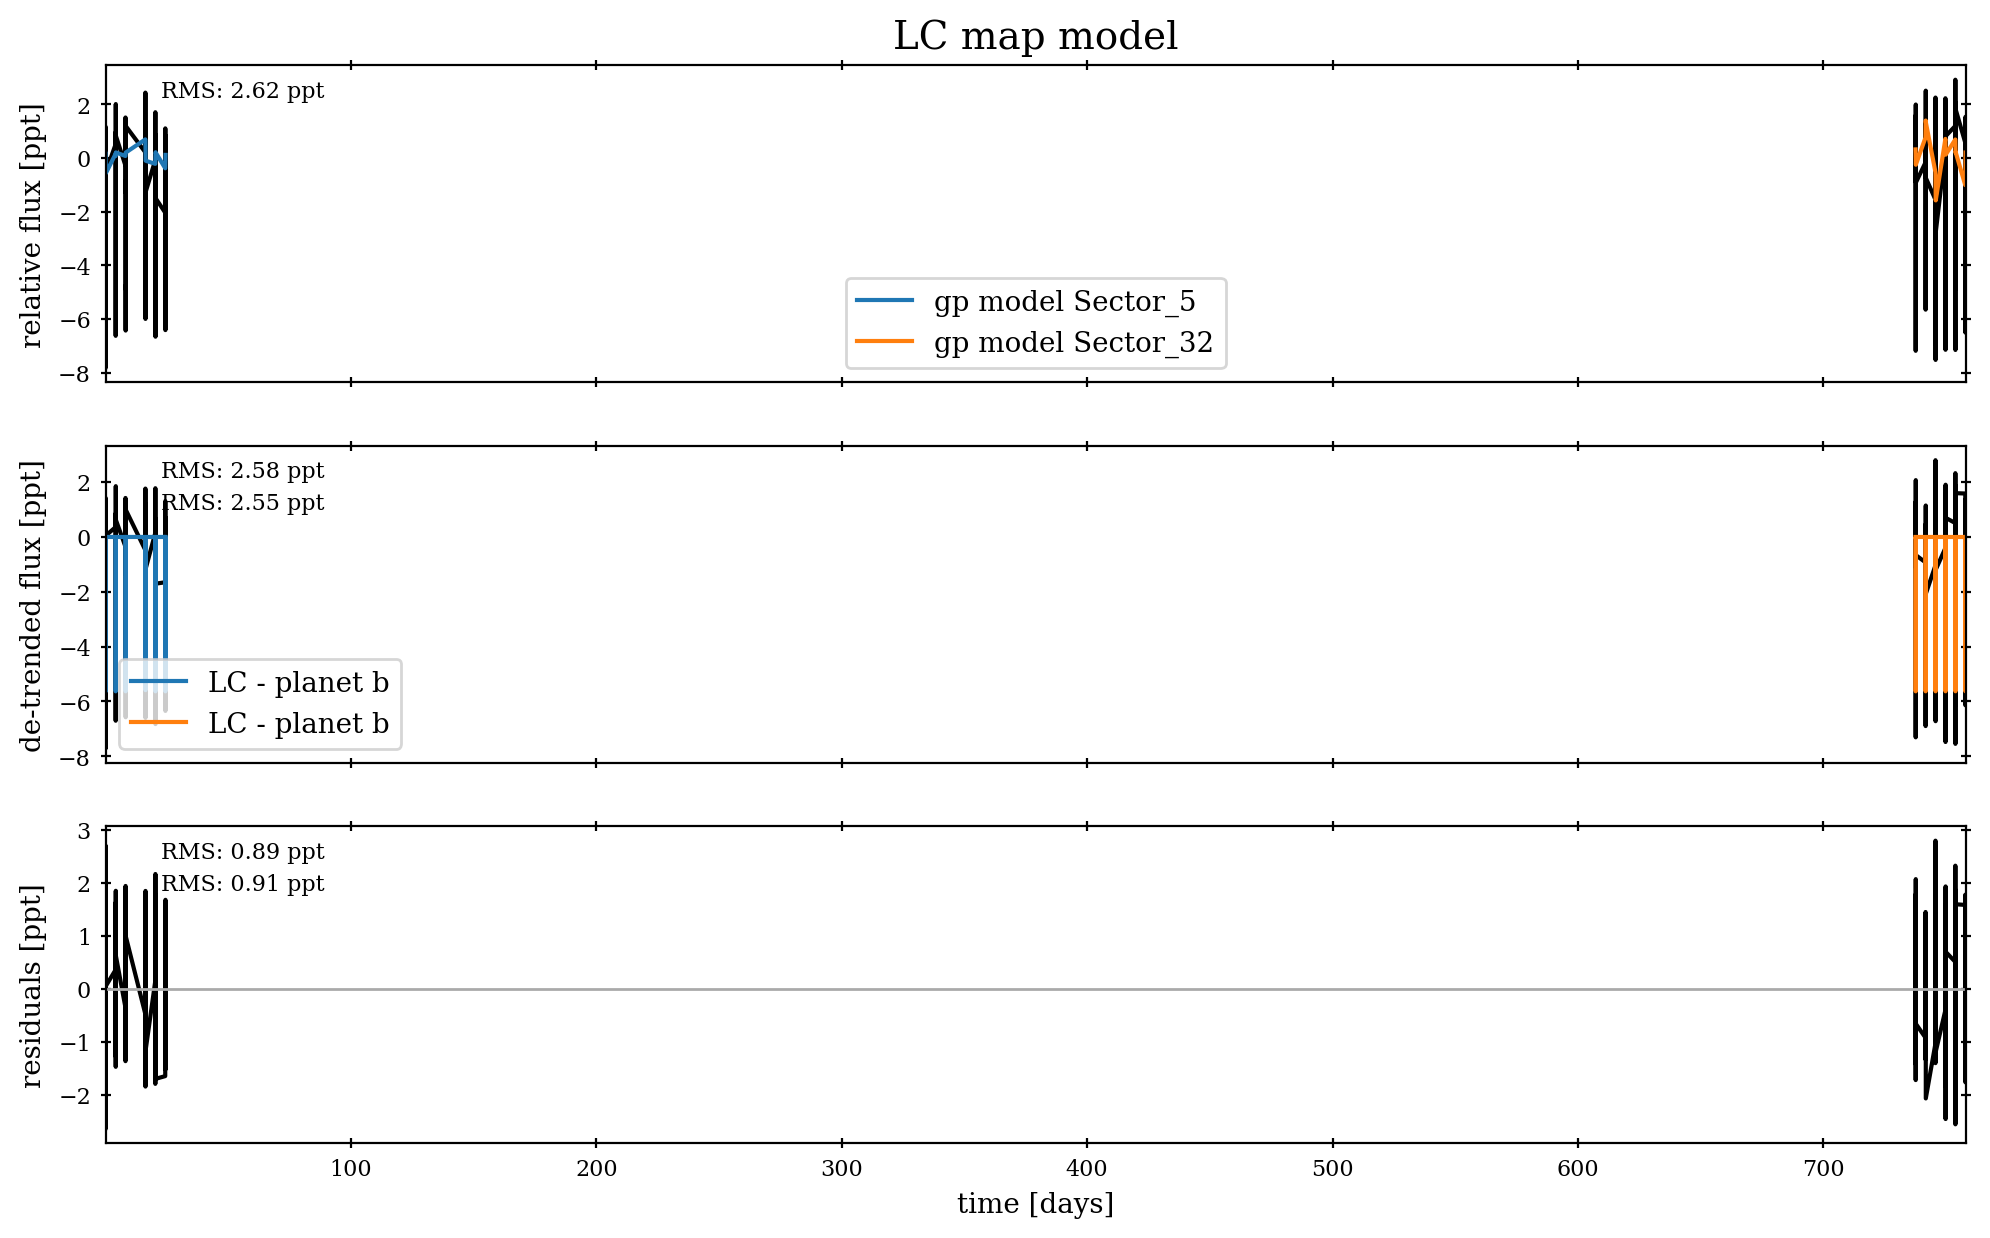 LC map model
RMS: 2.62 ppt
relative flux [ppt]
2
0
−2
−4
−6
−8
gp model Sector_5
gp model Sector_32
RMS: 2.58 ppt
RMS: 2.55 ppt
de-trended flux [ppt]
2
0
−2
−4
−6
−8
LC - planet b
LC - planet b
RMS: 0.89 ppt
RMS: 0.91 ppt
residuals [ppt]
3
2
1
0
−1
−2
100 200 300 400 500 600 700
time [days]